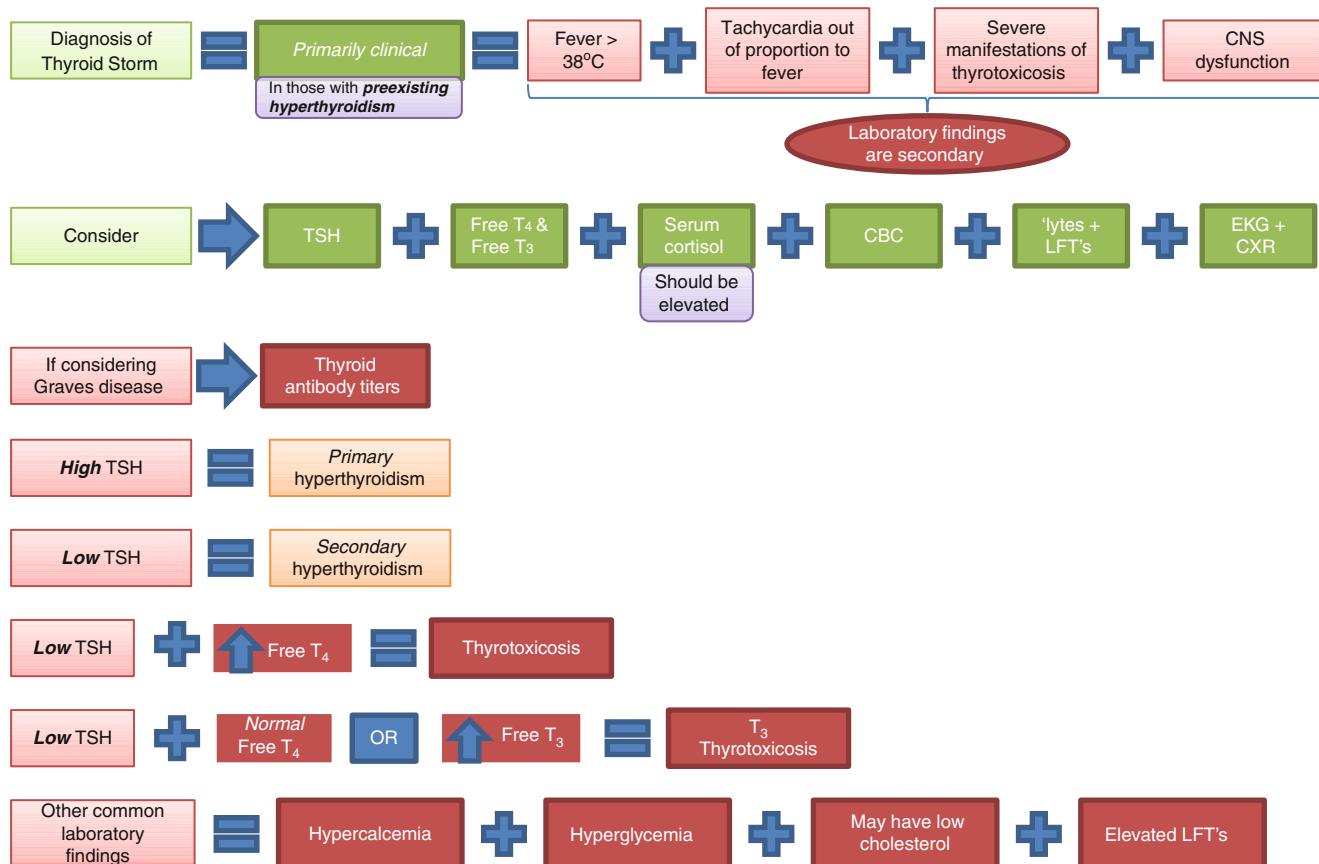 Diagnosis of
Thyroid Storm
Primarily clinical
In those with preexisting
hyperthyroidism
Fever >
38°C
Tachycardia out
of proportion to
fever
Severe
manifestations of
thyrotoxicosis
CNS
dysfunction
Laboratory findings
are secondary
Consider
TSH
Free T4 &
Free T3
Serum
cortisol
Should be
elevated
CBC
'lytes +
LFT's
EKG +
CXR
If considering
Graves disease
Thyroid
antibody titers
High TSH
Primary
hyperthyroidism
Low TSH
Secondary
hyperthyroidism
Low TSH
Free T4
Thyrotoxicosis
Low TSH
Normal
Free T4
OR
Free T3
T3
Thyrotoxicosis
Other common
laboratory
findings
Hypercalcemia
Hyperglycemia
May have low
cholesterol
Elevated LFT's